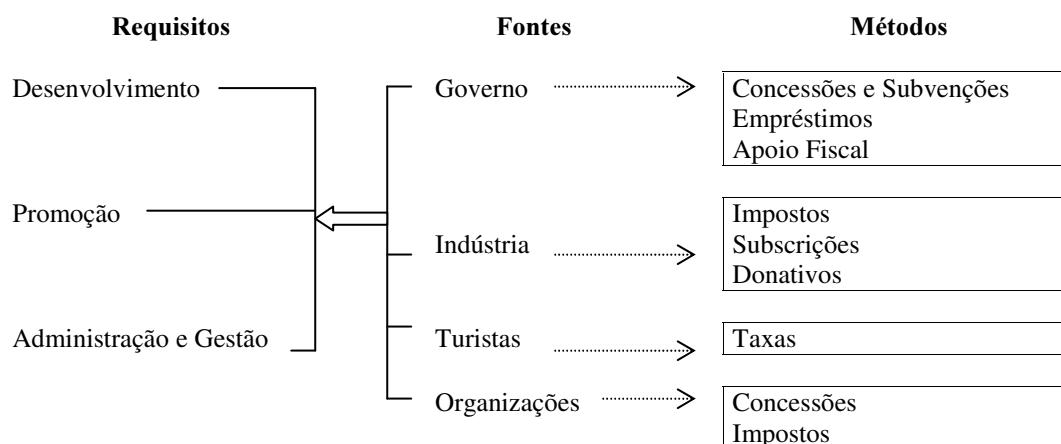 Requisitos Fontes Métodos
Desenvolvimento Governo Concessões e Subvenções
Empréstimos
Apoio Fiscal
Promoção Impostos
Indústria Subscrições
Donativos
Administração e Gestão Turistas Taxas
Organizações Concessões
Impostos